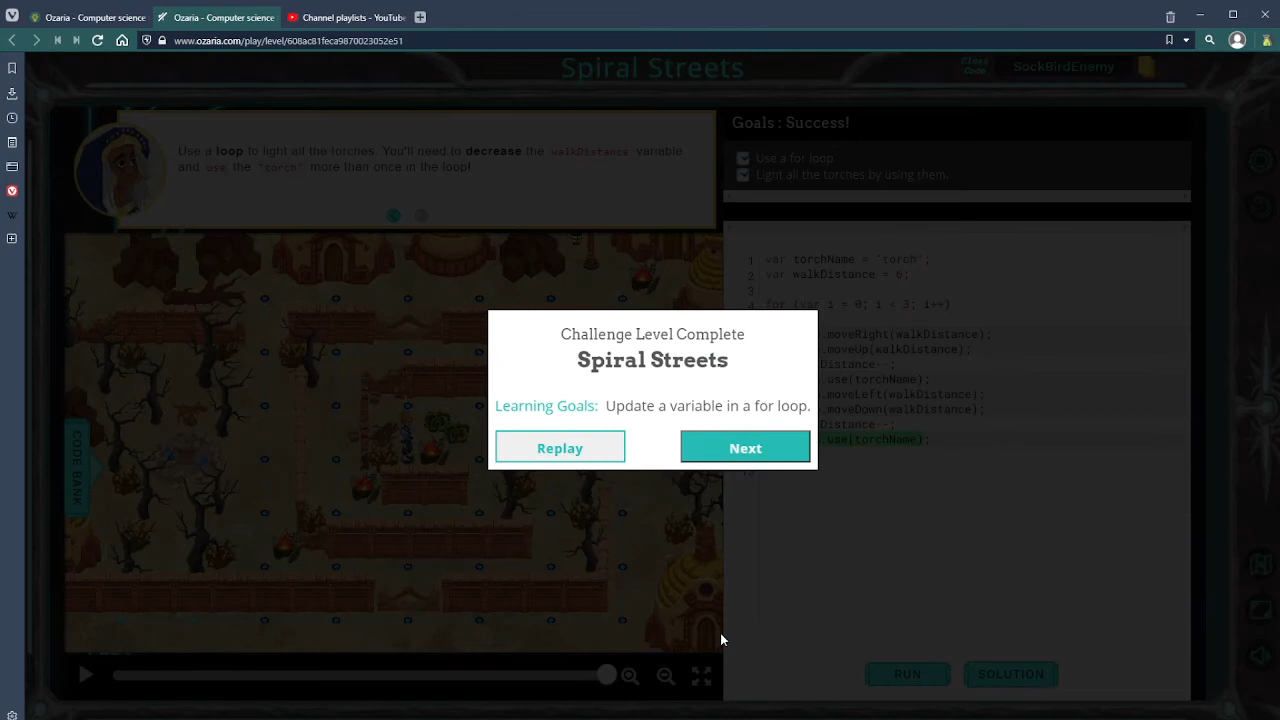 Ozaria - Computer science
Ozaria - Computer science
Channel playlists - YouTube
www.ozaria.com/play/level/608ac81feca9870023052e51
Spiral Streets
Class
Code
SockBirdEnemy
Use a loop to light all the torches. You'll need to decrease the walkDistance variable
and use the "torch" more than once in the loop!
Goals : Success!
Use a for loop.
Light all the torches by using them.
1 var torchName = "torch";
2 var walkDistance = 6;
3
4 for (var i = 0; i < 3; i++)
.moveRight(walkDistance);
.moveUp(walkDistance);
Distance--;
.use(torchName);
.moveLeft(walkDistance);
.moveDown(walkDistance);
Distance--;
.use(torchName);
Challenge Level Complete
Spiral Streets
Learning Goals: Update a variable in a for loop.
Replay
Next
CODE BANK
RUN
SOLUTION